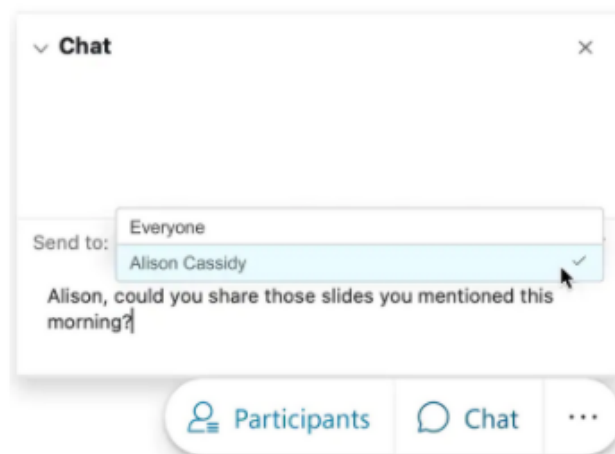 Chat
Everyone
Send to:
Alison Cassidy
Alison, could you share those slides you mentioned this
morning?
Participants
Chat